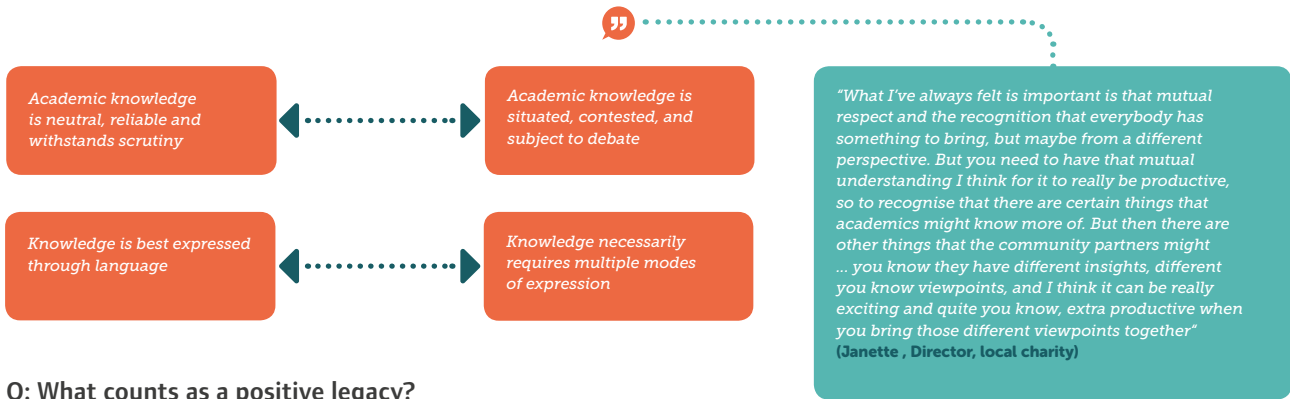 Academic knowledge
is neutral, reliable and
withstands scrutiny
Academic knowledge is
situated, contested, and
subject to debate
Knowledge is best expressed
through language
Knowledge necessarily
requires multiple modes
of expression
"What I've always felt is important is that mutual
respect and the recognition that everybody has
something to bring, but maybe from a different
perspective. But you need to have that mutual
understanding I think for it to really be productive,
so to recognise that there are certain things that
academics might know more of. But then there are
other things that the community partners might
... you know they have different insights, different
you know viewpoints, and I think it can be really
exciting and quite you know, extra productive when
you bring those different viewpoints together“
(Janette , Director, local charity)
Q: What counts as a positive legacy?